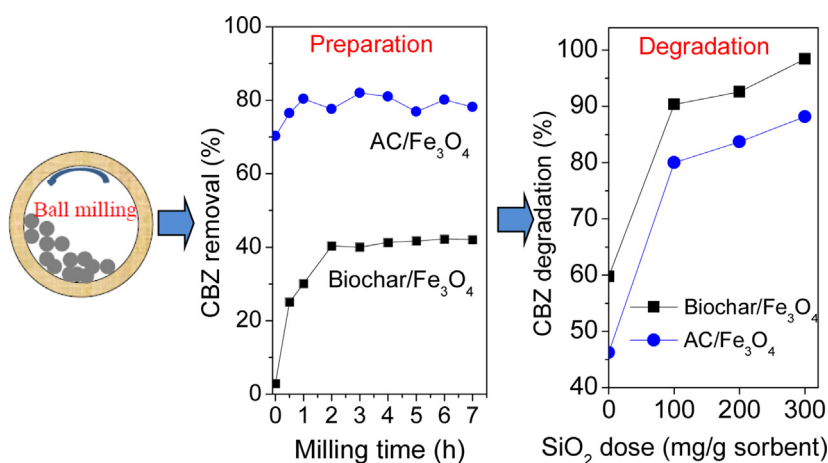 Ball milling
Preparation
CBZ removal (%)
100
80
60
40
20
0
AC/Fe₃O₄
Biochar/Fe₃O₄
0 1 2 3 4 5 6 7
Milling time (h)
Degradation
CBZ degradation (%)
100
90
80
70
60
50
40
Biochar/Fe₃O₄
AC/Fe₃O₄
0 100 200 300
SiO₂ dose (mg/g sorbent)